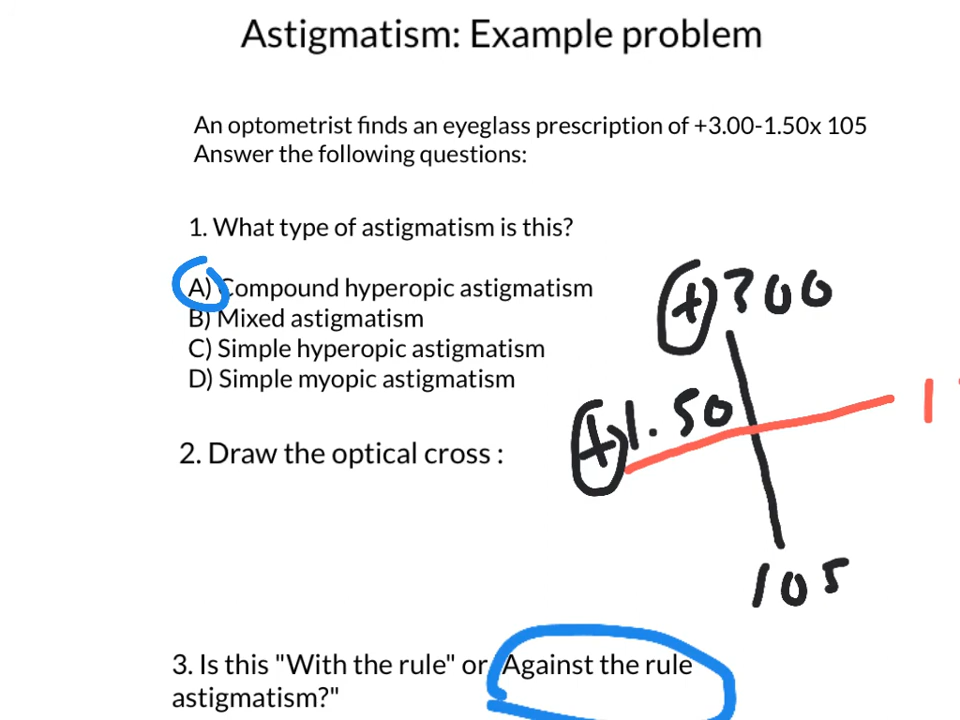 Astigmatism: Example problem
An optometrist finds an eyeglass prescription of +3.00-1.50x 105
Answer the following questions:
1. What type of astigmatism is this?
A) Compound hyperopic astigmatism
B) Mixed astigmatism
C) Simple hyperopic astigmatism
D) Simple myopic astigmatism
+300
+1.50
2. Draw the optical cross :
105
3. Is this "With the rule" or Against the rule
astigmatism?"